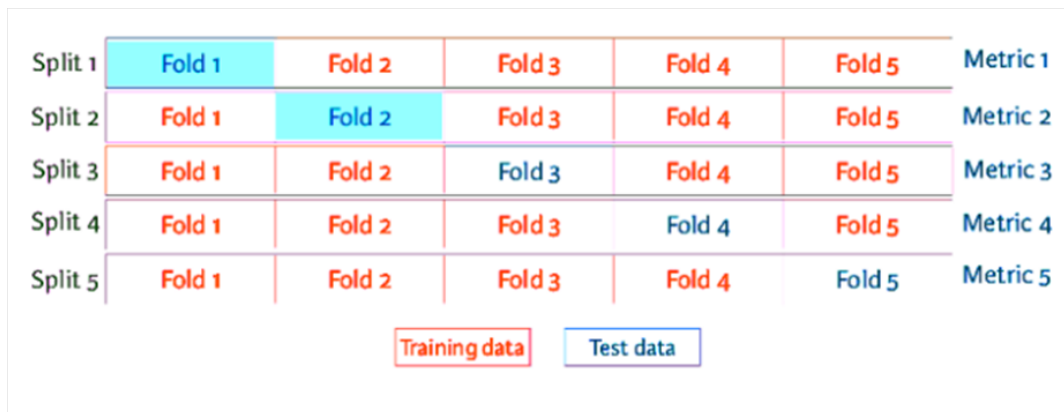 Split 1 Fold 1 Fold 2 Fold 3 Fold 4 Fold 5 Metric 1
Split 2 Fold 1 Fold 2 Fold 3 Fold 4 Fold 5 Metric 2
Split 3 Fold 1 Fold 2 Fold 3 Fold 4 Fold 5 Metric 3
Split 4 Fold 1 Fold 2 Fold 3 Fold 4 Fold 5 Metric 4
Split 5 Fold 1 Fold 2 Fold 3 Fold 4 Fold 5 Metric 5
Training data Test data